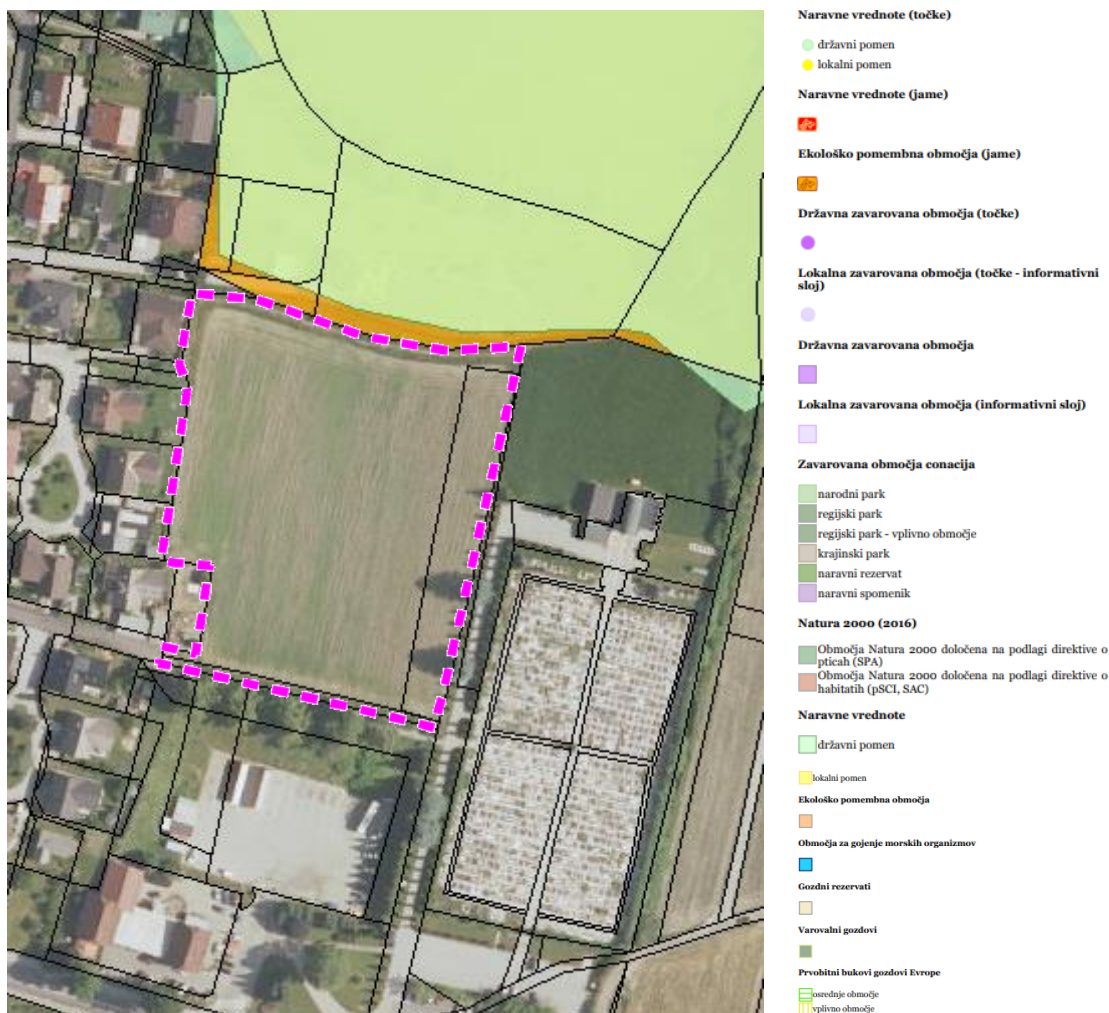 Naravne vrednote (točke)
državni pomen
lokalni pomen
Naravne vrednote (jame)
Ekološko pomembna območja (jame)
Državna zavarovana območja (točke)
Lokalna zavarovana območja (točke - informativni
sloj)
Državna zavarovana območja
Lokalna zavarovana območja (informativni sloj)
Zavarovana območja conacija
narodni park
regijski park
regijski park - vplivno območje
krajinski park
naravni rezervat
naravni spomenik
Natura 2000 (2016)
Območja Natura 2000 določena na podlagi direktive o
pticah (SPA)
Območja Natura 2000 določena na podlagi direktive o
habitatih (pSCI, SAC)
Naravne vrednote
državni pomen
lokalni pomen
Ekološko pomembna območja
Območja za gojenje morskih organizmov
Gozdni rezervati
Varovalni gozdovi
Prvobitni bukovi gozdovi Evrope
osrednje območje
vplivno območje